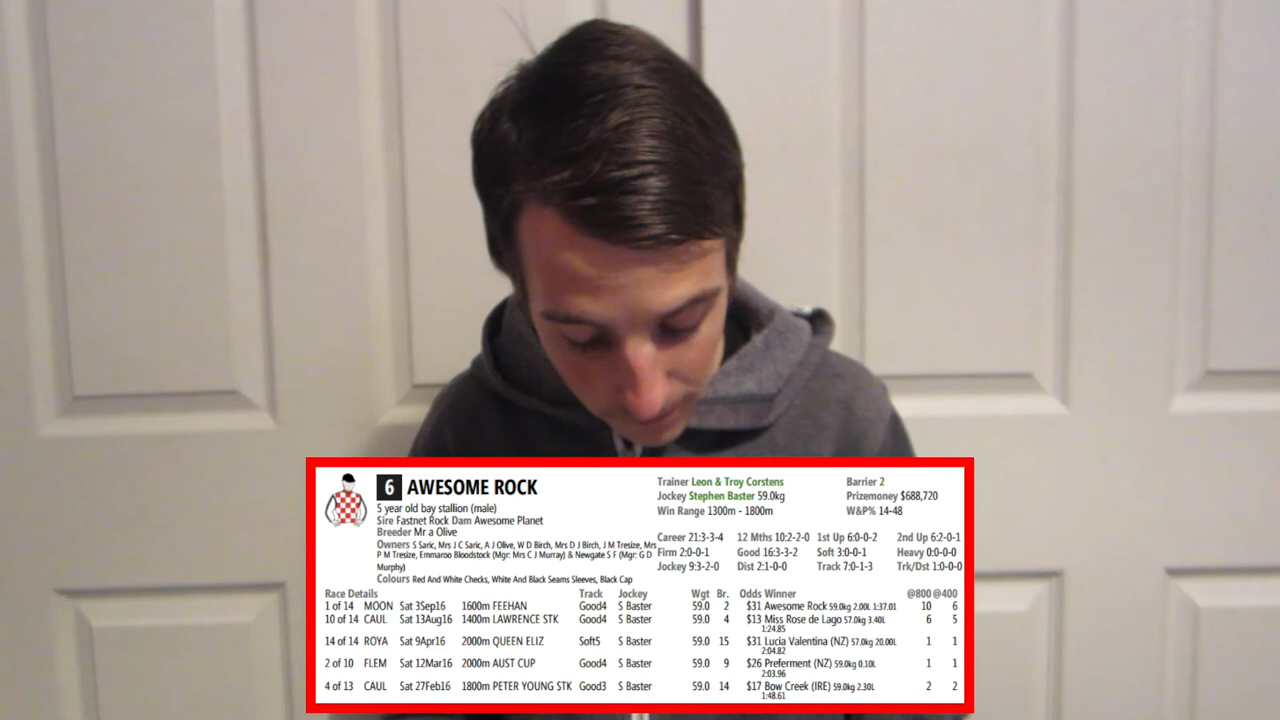 6 AWESOME ROCK
5 year old bay stallion (male)
Sire Fastnet Rock Dam Awesome Planet
Breeder Mr a Olive
Owners S Saric, Mrs J C Saric, A J Olive, W D Birch, Mrs D J Birch, J M Tresize, Mrs
P M Tresize, Emmaroo Bloodstock (Mgr: Mrs C J Murray) & Newgate S F (Mgr: G D
Murphy)
Colours Red And White Checks, White And Black Seams Sleeves, Black Cap
Trainer Leon & Troy Corstens
Jockey Stephen Baster 59.0kg
Win Range 1300m - 1800m
Barrier 2
Prizemoney $688,720
W&P% 14-48
Career 21:3-3-4 12 Mths 10:2-2-0 1st Up 6:0-0-2 2nd Up 6:2-0-1
Firm 2:0-0-1 Good 16:3-3-2 Soft 3:0-0-1 Heavy 0:0-0-0
Jockey 9:3-2-0 Dist 2:1-0-0 Track 7:0-1-3 Trk/Dst 1:0-0-0
Race Details Track Jockey Wgt Br. Odds Winner @800 @400
1 of 14 MOON Sat 3Sep16 1600m FEEHAN Good4 S Baster 59.0 2 $31 Awesome Rock 59.0kg 2.00L 1:37.01 10 6
10 of 14 CAUL Sat 13Aug16 1400m LAWRENCE STK Good4 S Baster 59.0 4 $13 Miss Rose de Lago 57.0kg 3.40L 6 5
1:24.85
14 of 14 ROYA Sat 9Apr16 2000m QUEEN ELIZ Soft5 S Baster 59.0 15 $31 Lucia Valentina (NZ) 57.0kg 20.00L 1 1
2:04.82
2 of 10 FLEM Sat 12Mar16 2000m AUST CUP Good4 S Baster 59.0 9 $26 Preferment (NZ) 59.0kg 0.10L 1 1
2:03.96
4 of 13 CAUL Sat 27Feb16 1800m PETER YOUNG STK Good3 S Baster 59.0 14 $17 Bow Creek (IRE) 59.0kg 2.30L 2 2
1:48.61